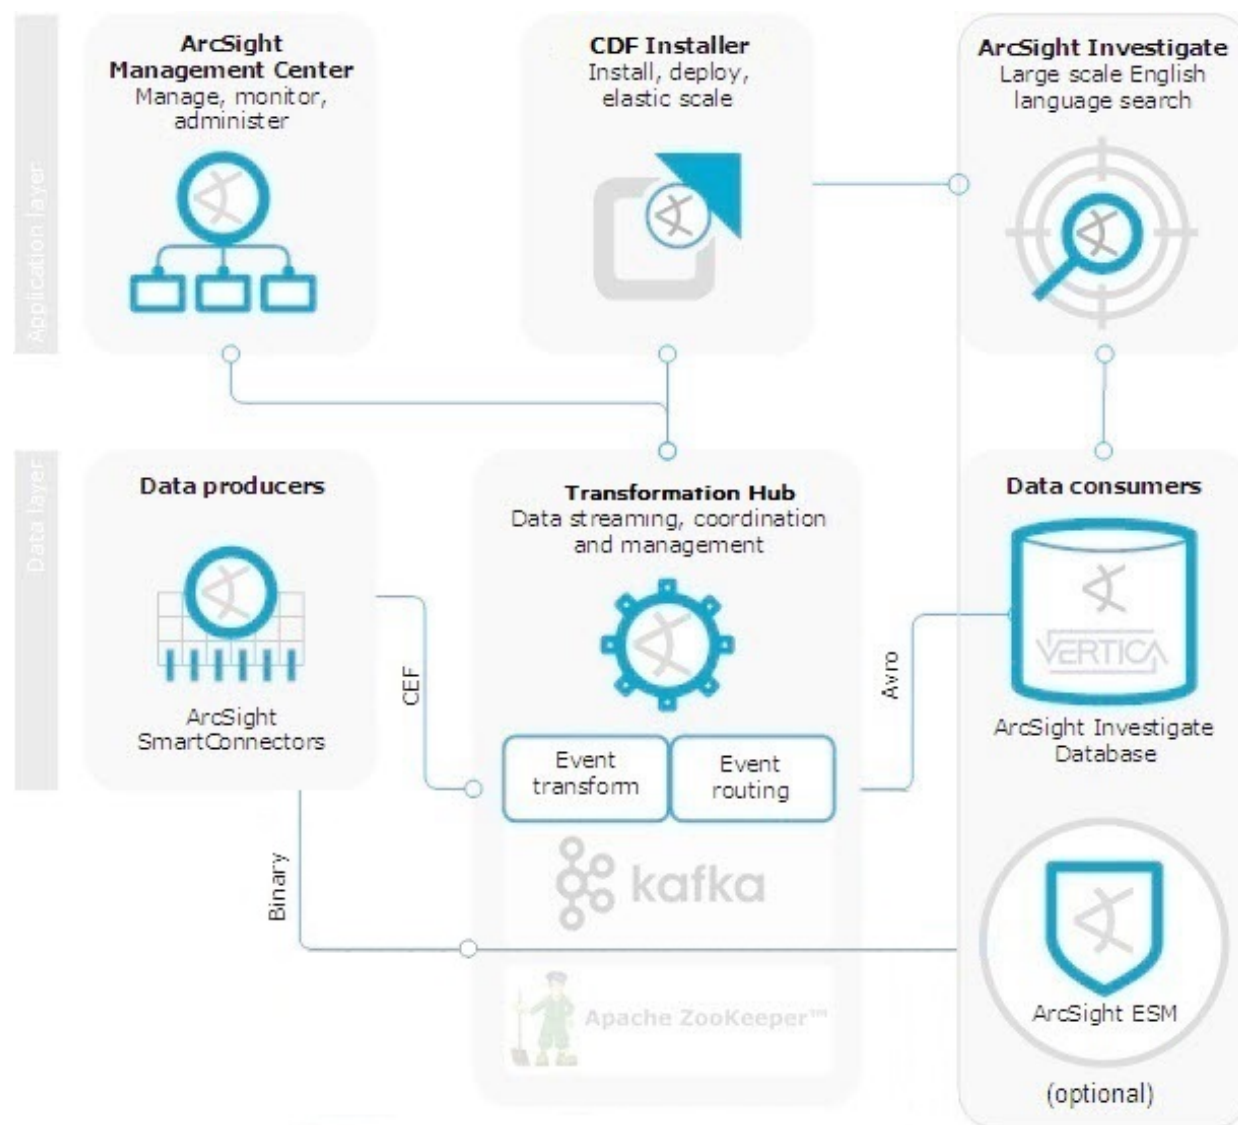 Application layer
ArcSight
Management Center
Manage, monitor,
administer
CDF Installer
Install, deploy,
elastic scale
ArcSight Investigate
Large scale English
language search
Data layer
Data producers
ArcSight
SmartConnectors
CEF
Binary
Transformation Hub
Data streaming, coordination
and management
Event
transform
Event
routing
kafka
Apache ZooKeeper™
Avro
Data consumers
VERTICA
ArcSight Investigate
Database
ArcSight ESM
(optional)